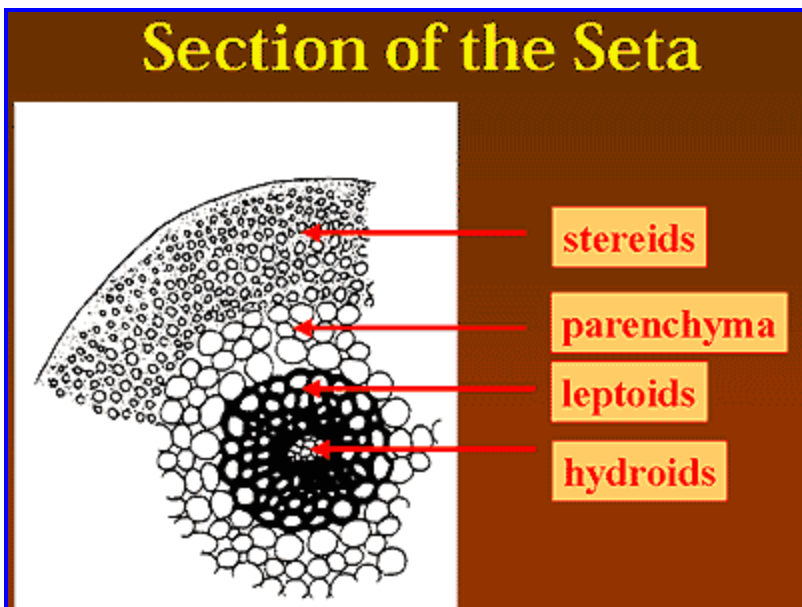 Section of the Seta
stereids
parenchyma
leptoids
hydroids